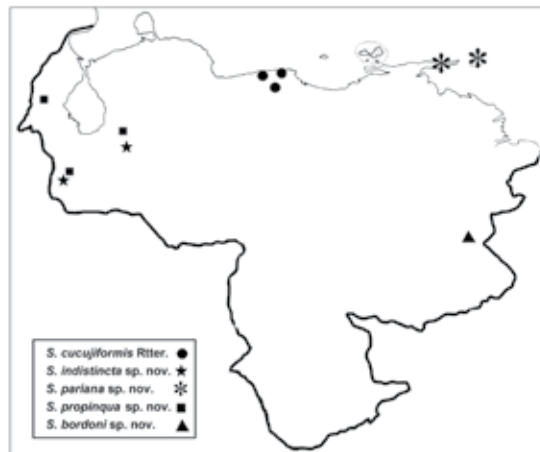 S. cucujiformis Rtter.
S. indistincta sp. nov.
S. pariana sp. nov.
S. propinqua sp. nov.
S. bordoni sp. nov.